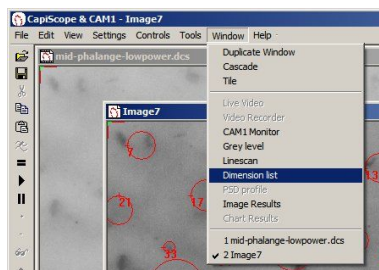 CapiScope & CAM1 - Image7
File Edit View Settings Controls Tools Window Help
mid-phalange-lowpower.dcs
Image7
Duplicate Window
Cascade
Tile
Live Video
Video Recorder
CAM1 Monitor
Grey level
Linescan
Dimension list
PSD profile
Image Results
Chart Results
1 mid-phalange-lowpower.dcs
✓ 2 Image7
7
21
17
13
33